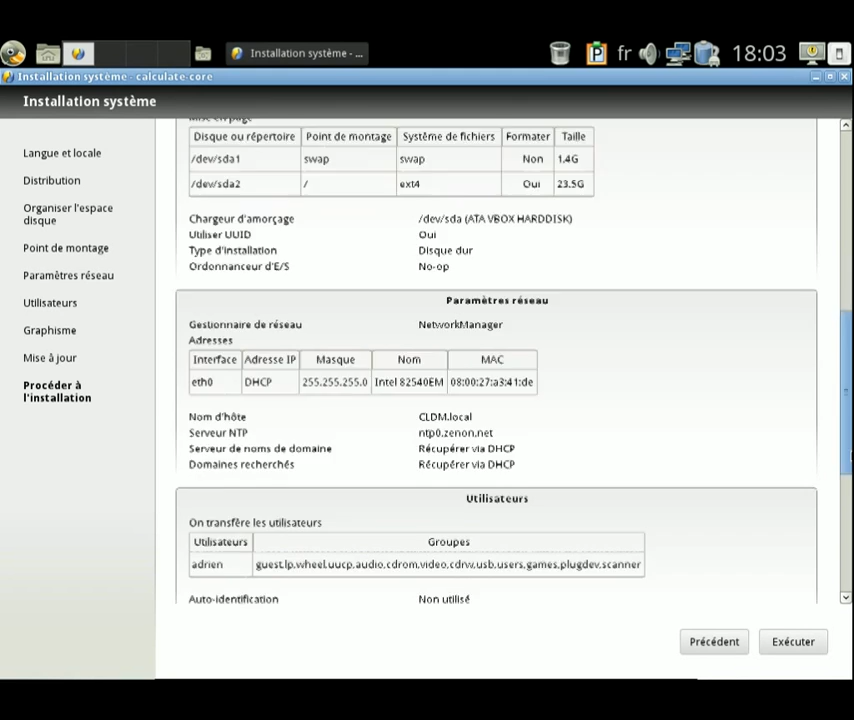 Installation système - ...
fr
18:03
Installation système - calculate-core
Installation système
Langue et locale
Distribution
Organiser l'espace
disque
Point de montage
Paramètres réseau
Utilisateurs
Graphisme
Mise à jour
Procéder à
l'installation
Mise en page
Disque ou répertoire Point de montage Système de fichiers Formater Taille
/dev/sda1 swap swap Non 1.4G
/dev/sda2 / ext4 Oui 23.5G
Chargeur d'amorçage /dev/sda (ATA VBOX HARDDISK)
Utiliser UUID Oui
Type d'installation Disque dur
Ordonnanceur d'E/S No-op
Paramètres réseau
Gestionnaire de réseau NetworkManager
Adresses
Interface Adresse IP Masque Nom MAC
eth0 DHCP 255.255.255.0 Intel 82540EM 08:00:27:a3:41:de
Nom d'hôte CLDM.local
Serveur NTP ntp0.zenon.net
Serveur de noms de domaine Récupérer via DHCP
Domaines recherchés Récupérer via DHCP
Utilisateurs
On transfère les utilisateurs
Utilisateurs Groupes
adrien guest,lp,wheel,uucp,audio,cdrom,video,cdrw,usb,users,games,plugdev,scanner
Auto-identification Non utilisé
Précédent Exécuter